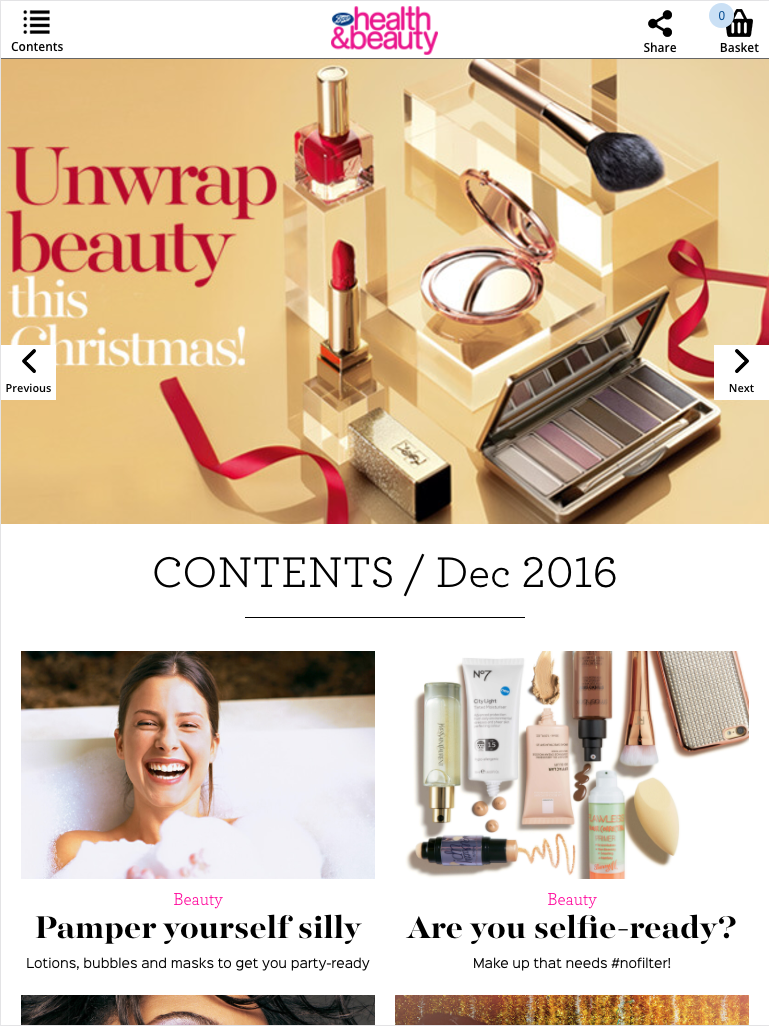 Contents
Boots
health
&beauty
Share
0
Basket
Unwrap
beauty
this
Christmas!
Previous
Next
CONTENTS / Dec 2016
No7
CityLight
Beauty
Pamper yourself silly
Lotions, bubbles and masks to get you party-ready
Beauty
Are you selfie-ready?
Make up that needs #nofilter!